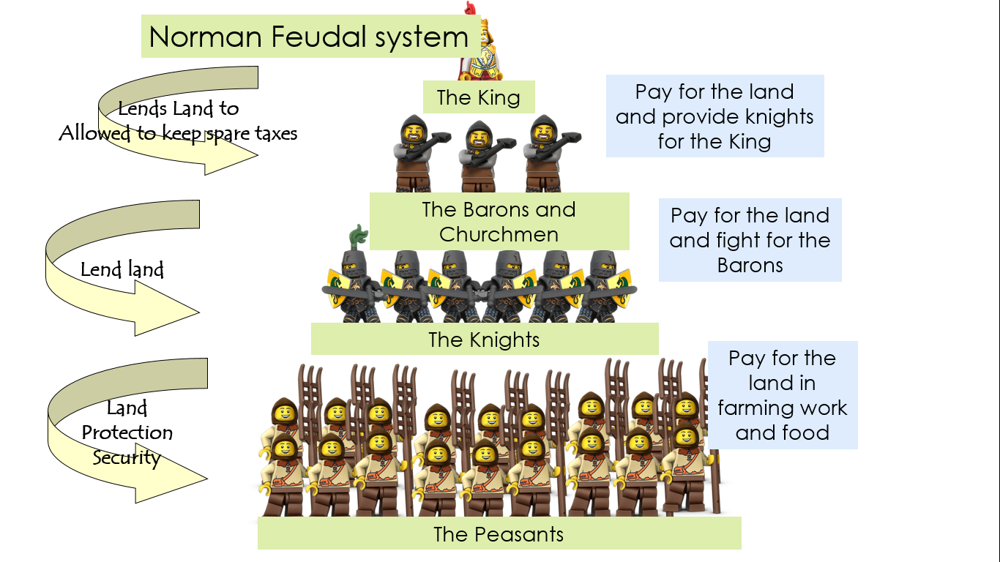 Norman Feudal system
The King
Lends Land to
Allowed to keep spare taxes
Pay for the land
and provide knights
for the King
The Barons and
Churchmen
Lend land
Pay for the land
and fight for the
Barons
The Knights
Land
Protection
Security
Pay for the
land in
farming work
and food
The Peasants